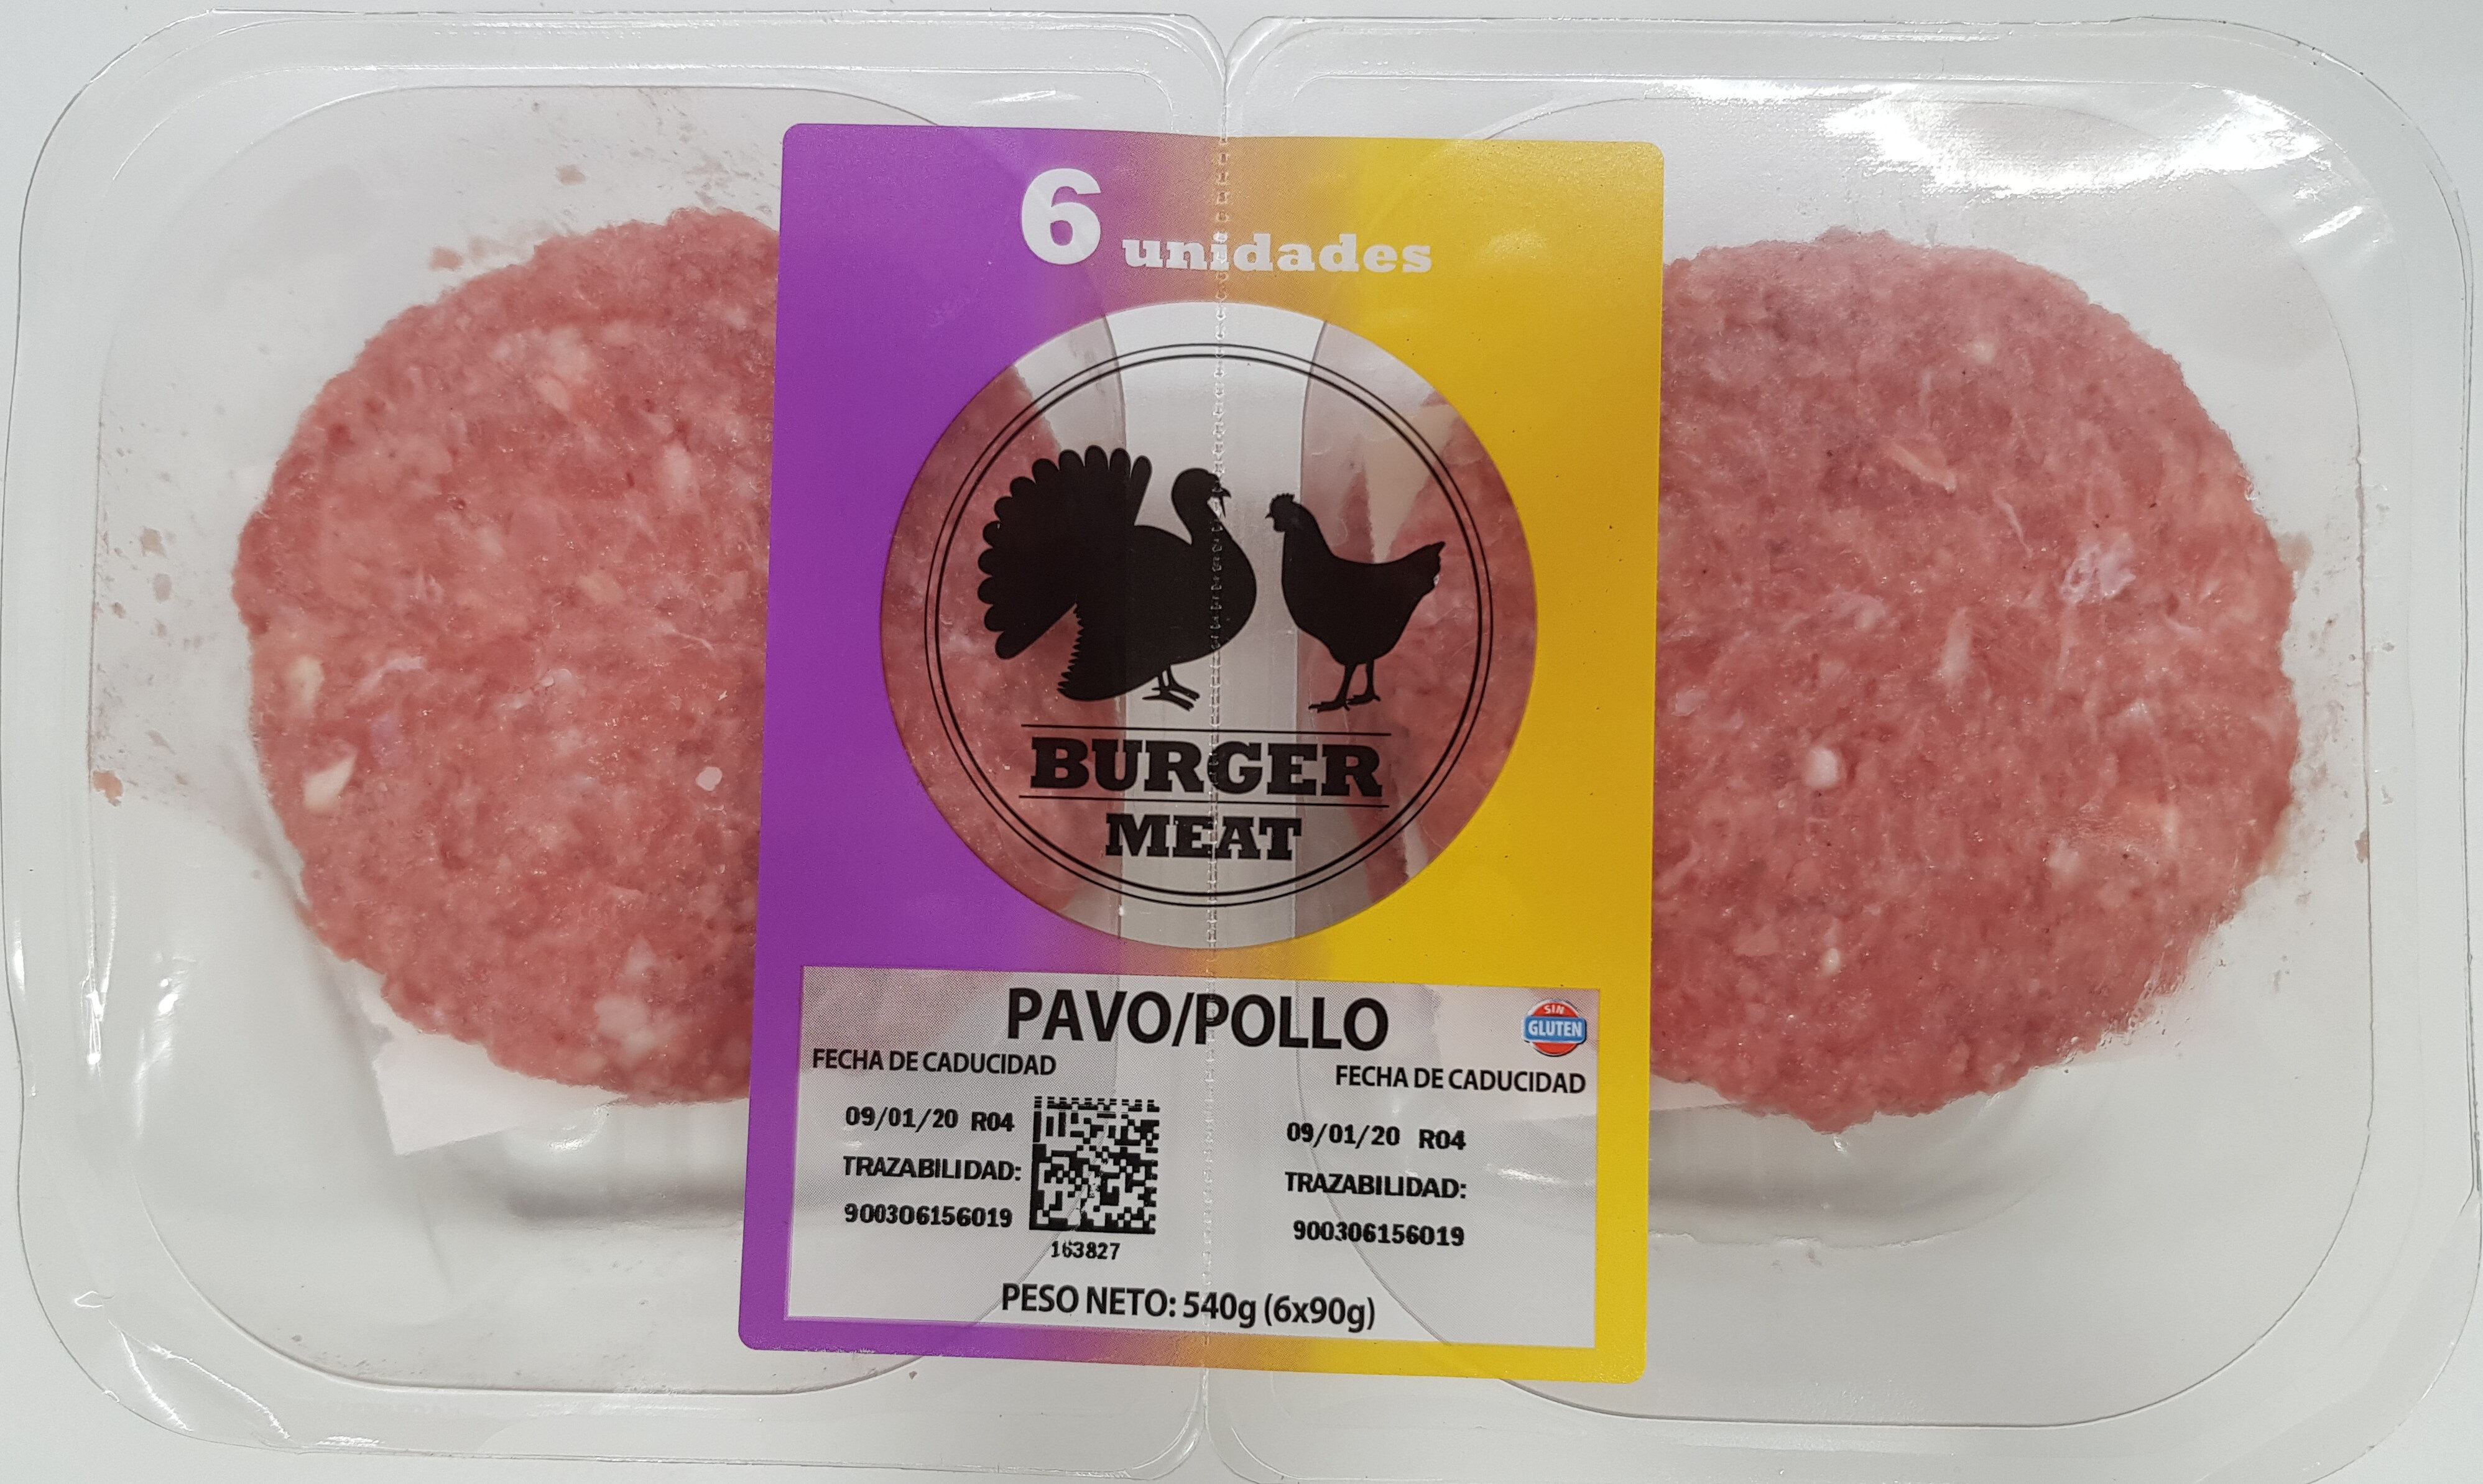 6 unidades
BURGER
MEAT
PAVO/POLLO
SIN
GLUTEN
FECHA DE CADUCIDAD
09/01/20 R04
TRAZABILIDAD:
900306156019
163827
FECHA DE CADUCIDAD
09/01/20 R04
TRAZABILIDAD:
900306156019
PESO NETO: 540g (6x90g)